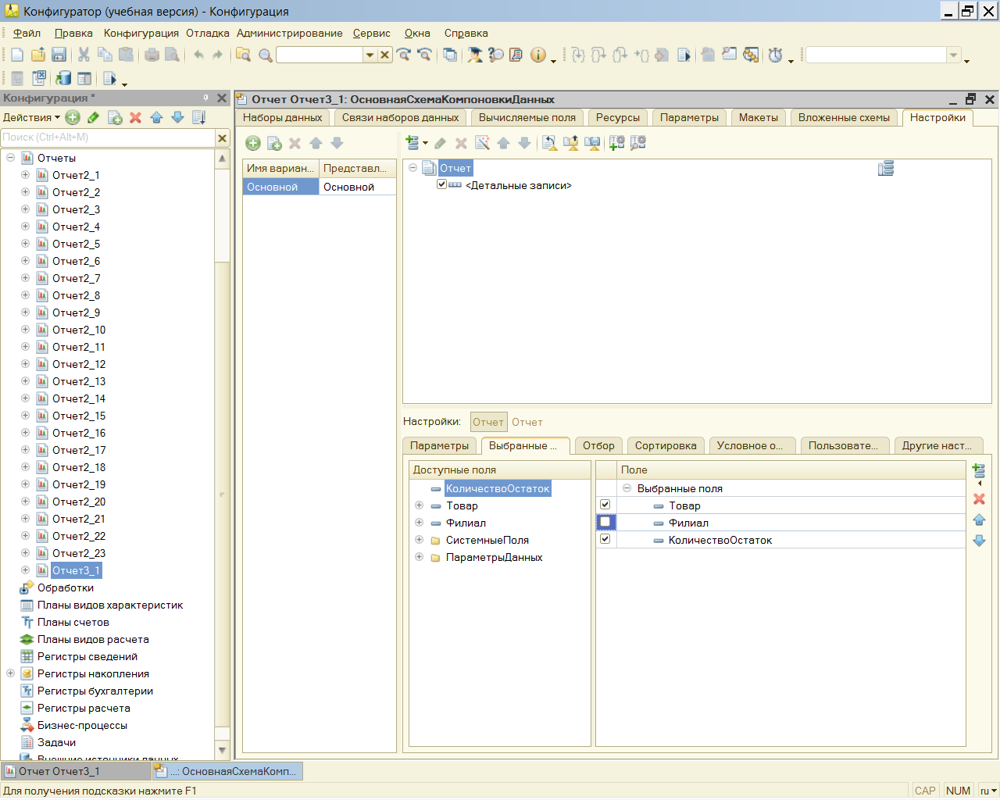 Конфигуратор (учебная версия) - Конфигурация
Файл Правка Конфигурация Отладка Администрирование Сервис Окна Справка
Конфигурация *
Действия
Поиск (Ctrl+Alt+M)
Отчеты
Отчет2_1
Отчет2_2
Отчет2_3
Отчет2_4
Отчет2_5
Отчет2_6
Отчет2_7
Отчет2_8
Отчет2_9
Отчет2_10
Отчет2_11
Отчет2_12
Отчет2_13
Отчет2_14
Отчет2_15
Отчет2_16
Отчет2_17
Отчет2_18
Отчет2_19
Отчет2_20
Отчет2_21
Отчет2_22
Отчет2_23
Отчет3_1
Обработки
Планы видов характеристик
Планы счетов
Планы видов расчета
Регистры сведений
Регистры накопления
Регистры бухгалтерии
Регистры расчета
Бизнес-процессы
Задачи
Внешние источники данных
Отчет Отчет3_1: ОсновнаяСхемаКомпоновкиДанных
Наборы данных Связи наборов данных Вычисляемые поля Ресурсы Параметры Макеты Вложенные схемы Настройки
Имя вариан... Представл...
Основной Основной
Отчет
<Детальные записи>
Настройки: Отчет Отчет
Параметры Выбранные ... Отбор Сортировка Условное о... Пользовате... Другие наст...
Доступные поля
КоличествоОстаток
Товар
Филиал
СистемныеПоля
ПараметрыДанных
Поле
Выбранные поля
Товар
Филиал
КоличествоОстаток
Отчет Отчет3_1 ...: ОсновнаяСхемаКомп...
Для получения подсказки нажмите F1 CAP NUM ru